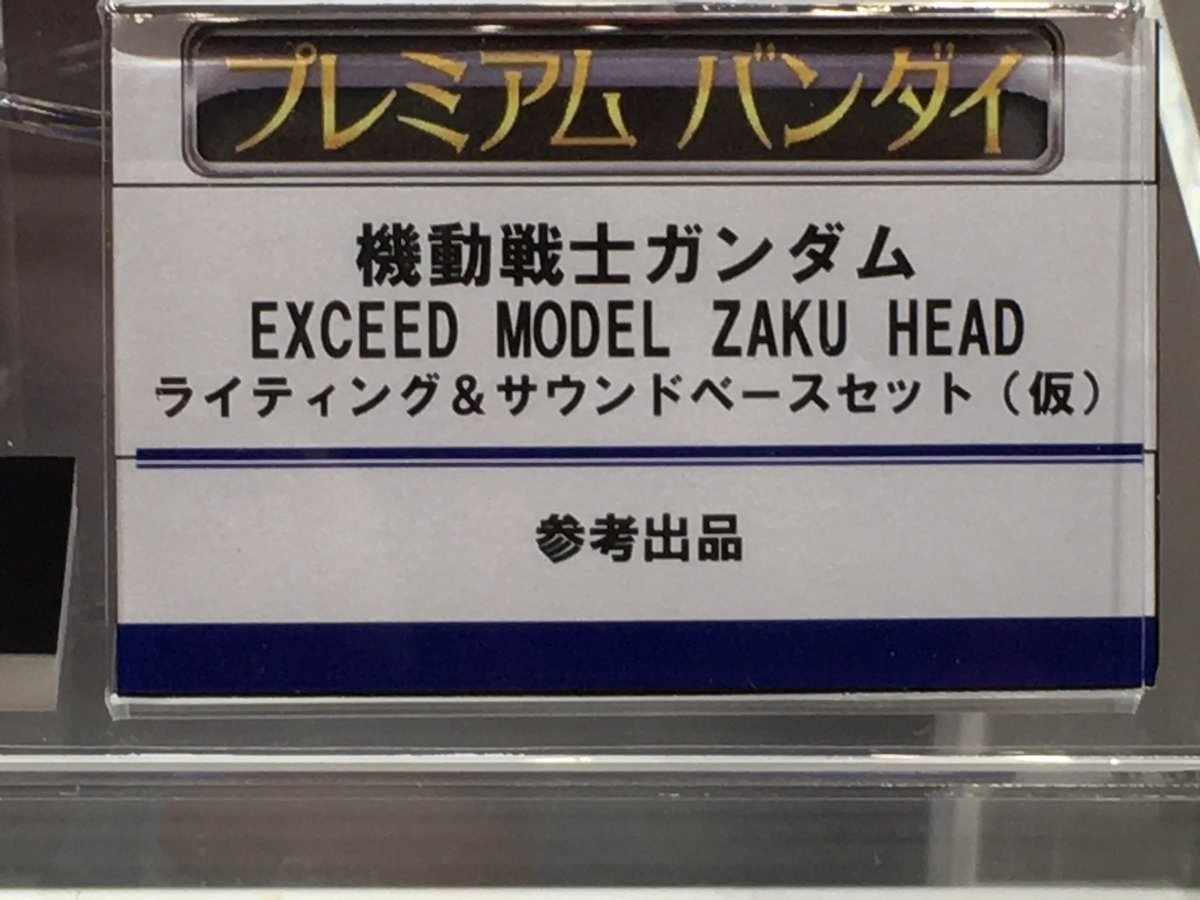 プレミアム バンダイ
機動戦士ガンダム
EXCEED MODEL ZAKU HEAD
ライティング＆サウンドベースセット（仮）
参考出品